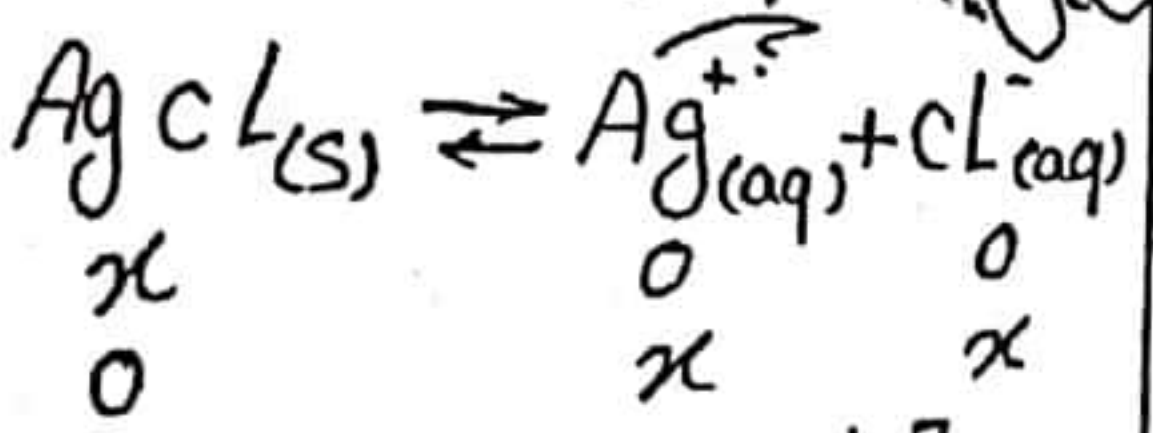 AgcL(s) ⇌ Ag⁺(aq) + cL⁻(aq)
x 0 0
0 x x